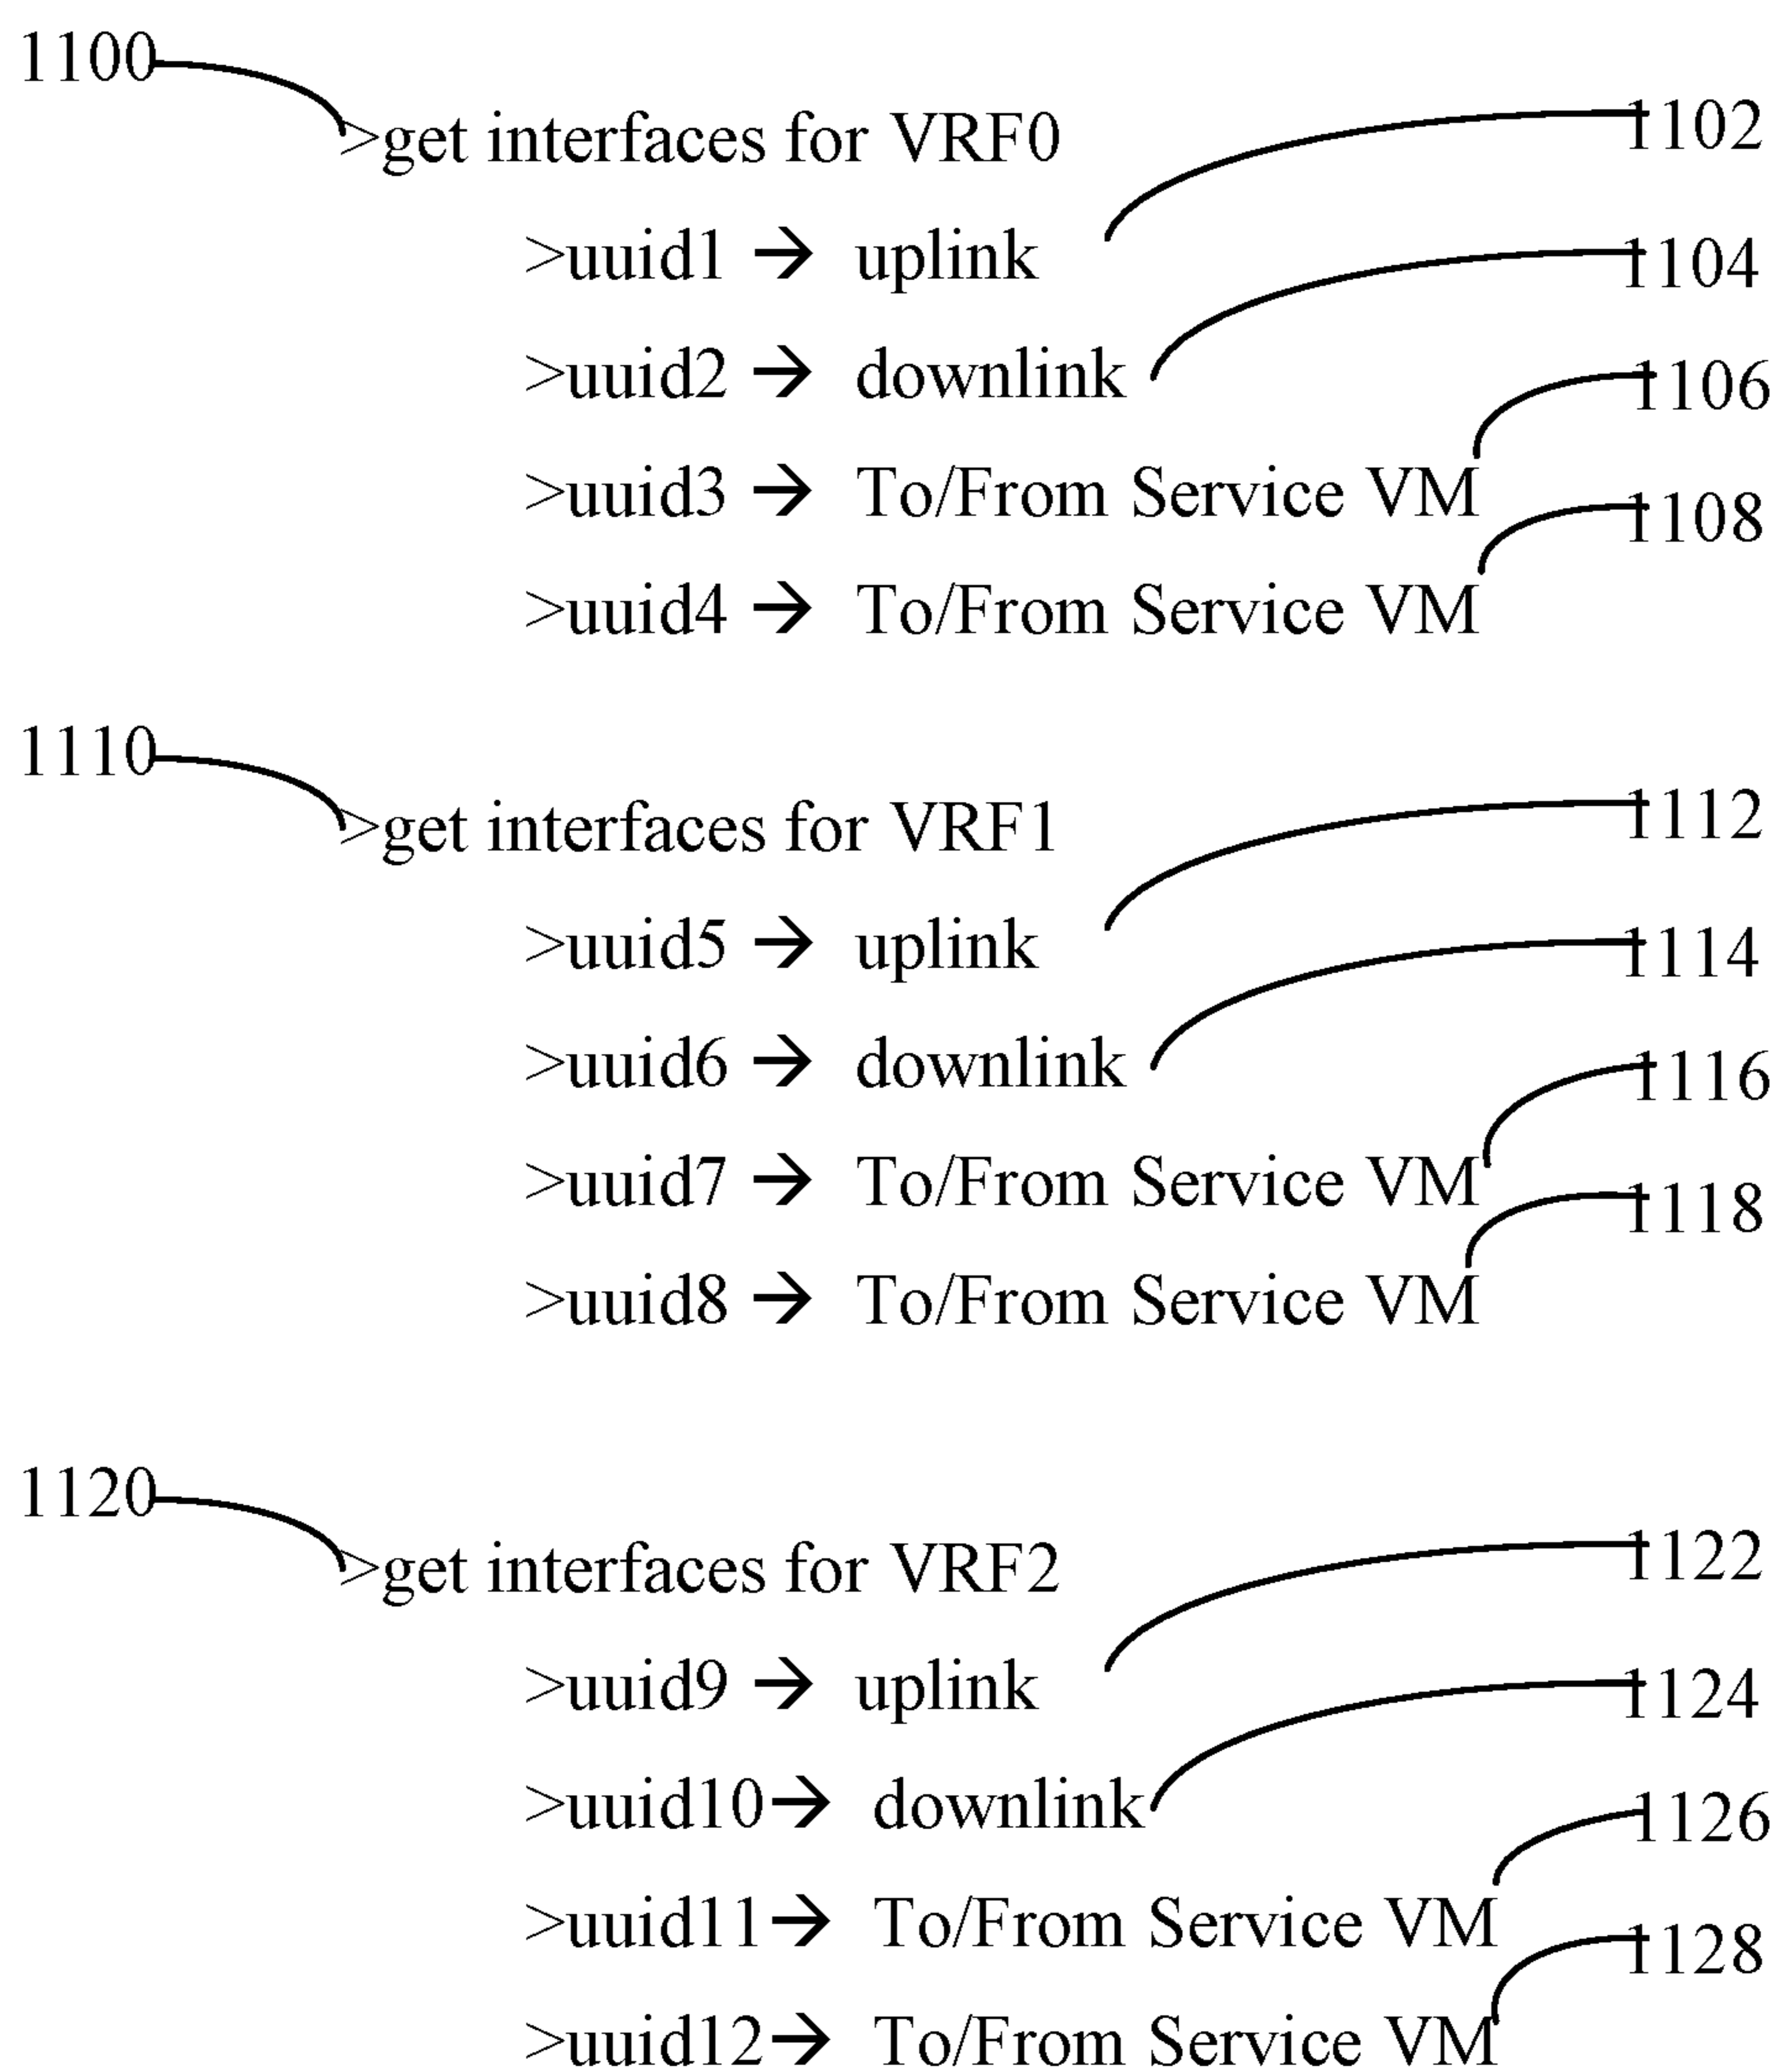 1100
>get interfaces for VRF0
1102
>uuid1 → uplink
1104
>uuid2 → downlink
1106
>uuid3 → To/From Service VM
1108
>uuid4 → To/From Service VM
1110
>get interfaces for VRF1
1112
>uuid5 → uplink
1114
>uuid6 → downlink
1116
>uuid7 → To/From Service VM
1118
>uuid8 → To/From Service VM
1120
>get interfaces for VRF2
1122
>uuid9 → uplink
1124
>uuid10→ downlink
1126
>uuid11→ To/From Service VM
1128
>uuid12→ To/From Service VM